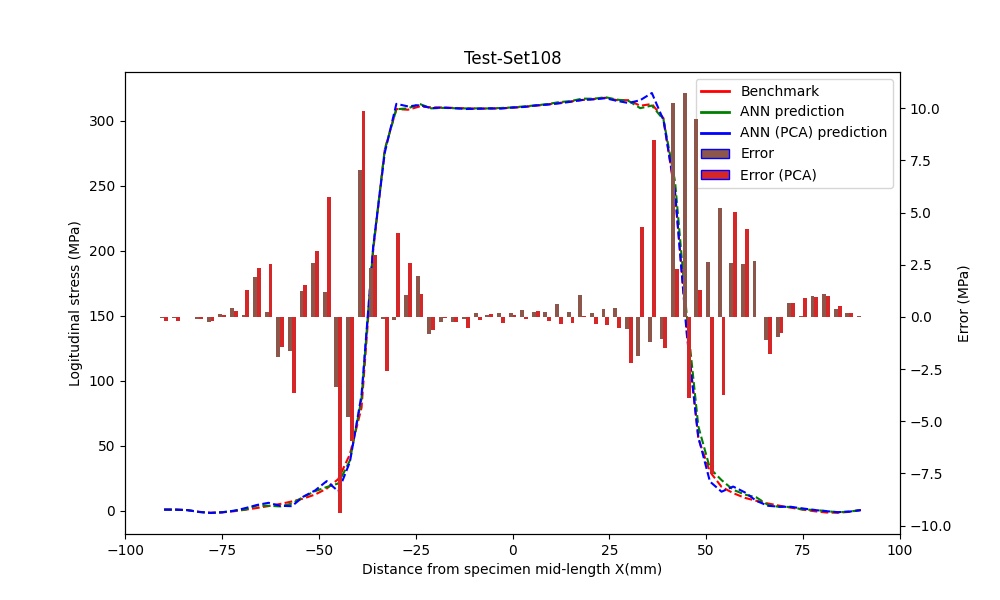 Test-Set108
Benchmark
ANN prediction
ANN (PCA) prediction
Error
Error (PCA)
300
250
200
150
100
50
0
Logitudinal stress (MPa)
10.0
7.5
5.0
2.5
0.0
−2.5
−5.0
−7.5
−10.0
Error (MPa)
−100 −75 −50 −25 0 25 50 75 100
Distance from specimen mid-length X(mm)